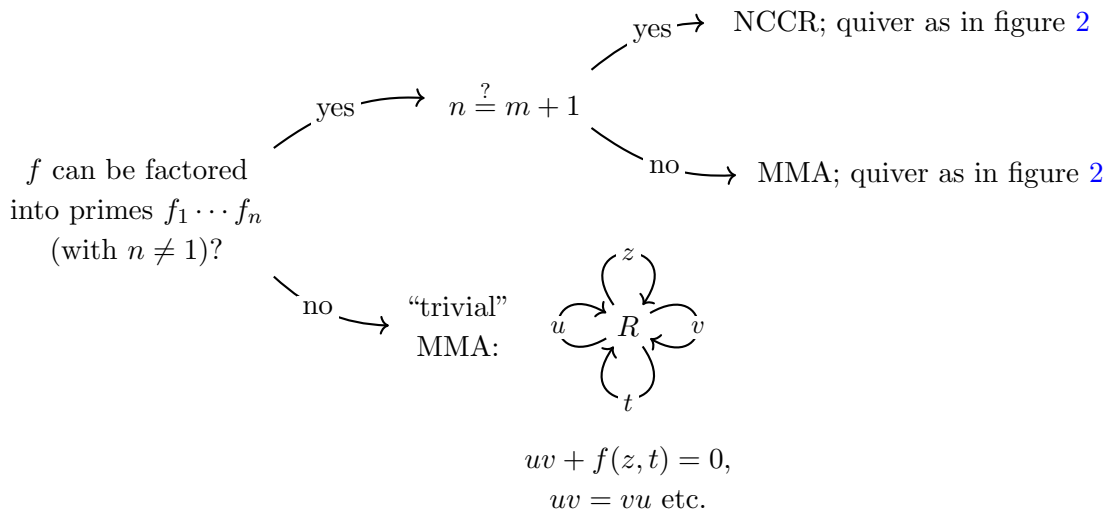 yes
NCCR; quiver as in figure 2
yes
n ?= m + 1
no
MMA; quiver as in figure 2
f can be factored
into primes f₁ ⋯ fₙ
(with n ≠ 1)?
no
“trivial”
MMA:
z
u R v
t
uv + f(z, t) = 0,
uv = vu etc.